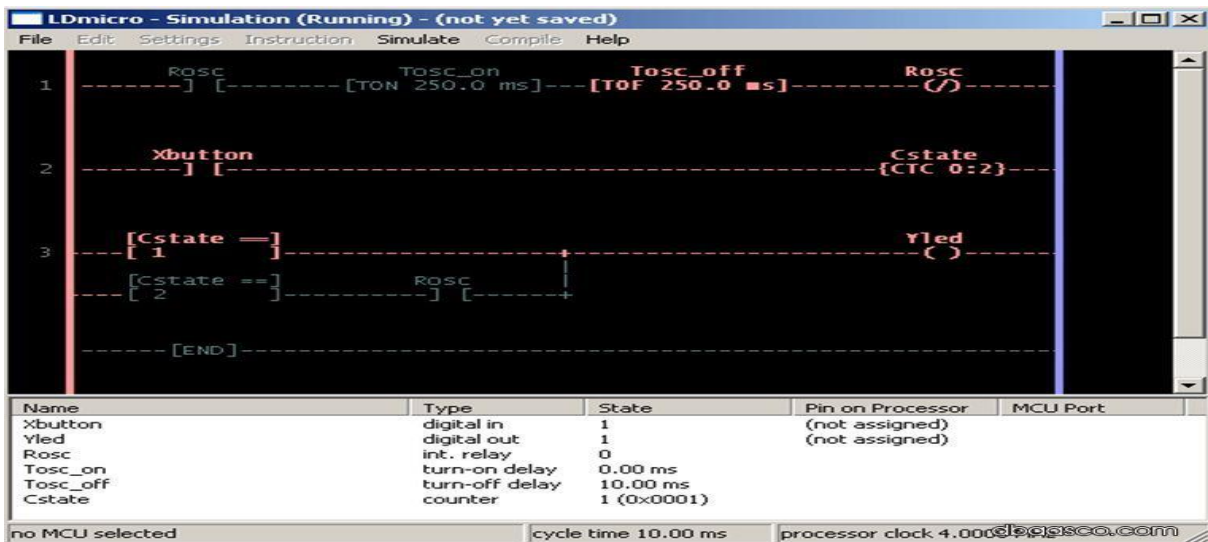 LDmicro - Simulation (Running) - (not yet saved)
File Edit Settings Instruction Simulate Compile Help
Rosc Tosc_on Tosc_off Rosc
1 -------] [--------[TON 250.0 ms]---[TOF 250.0 ms]---------(/)-------
Xbutton Cstate
2 -------] [------------------------------------------------{CTC 0:2}----
[Cstate ==] Yled
3 ----[ 1 ]----------------------+-----------------------------( )-------
[Cstate ==] Rosc
----[ 2 ]-----------] [------+
------[END]------------------------------------------------------------
Name Type State Pin on Processor MCU Port
Xbutton digital in 1 (not assigned)
Yled digital out 1 (not assigned)
Rosc int. relay 0
Tosc_on turn-on delay 0.00 ms
Tosc_off turn-off delay 10.00 ms
Cstate counter 1 (0x0001)
no MCU selected cycle time 10.00 ms processor clock 4.000